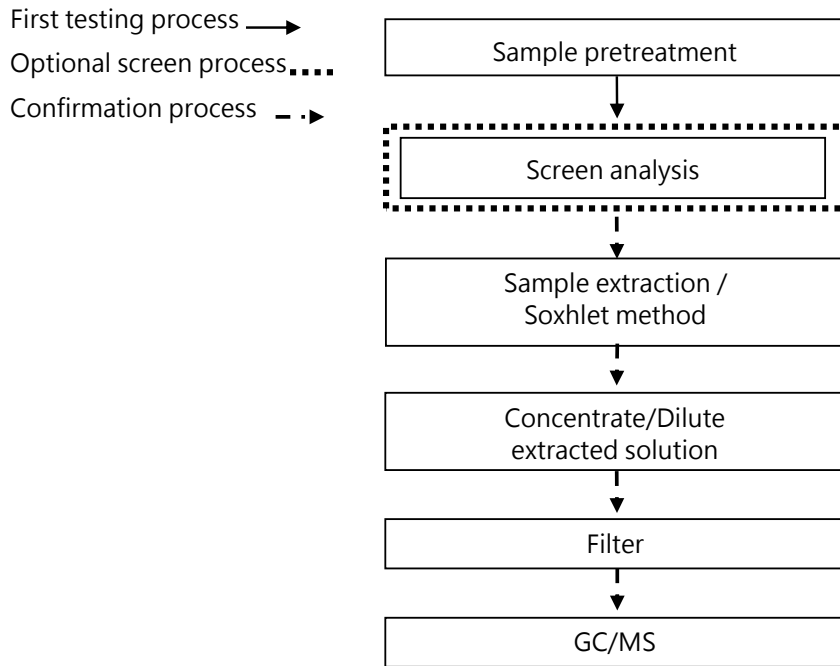 First testing process
Optional screen process
Confirmation process
Sample pretreatment
Screen analysis
Sample extraction /
Soxhlet method
Concentrate/Dilute
extracted solution
Filter
GC/MS